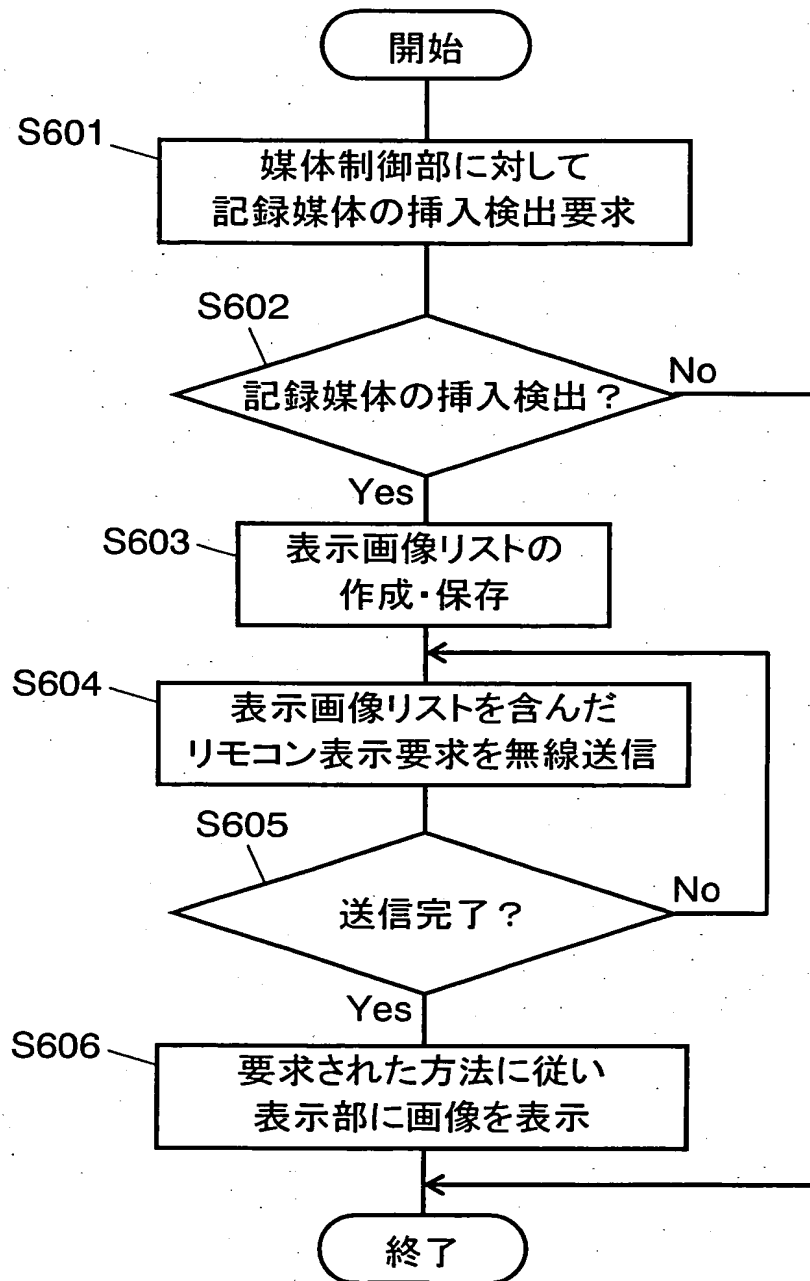 開始
S601
媒体制御部に対して
記録媒体の挿入検出要求
S602
記録媒体の挿入検出？
No
Yes
S603
表示画像リストの
作成・保存
S604
表示画像リストを含んだ
リモコン表示要求を無線送信
S605
送信完了？
No
Yes
S606
要求された方法に従い
表示部に画像を表示
終了